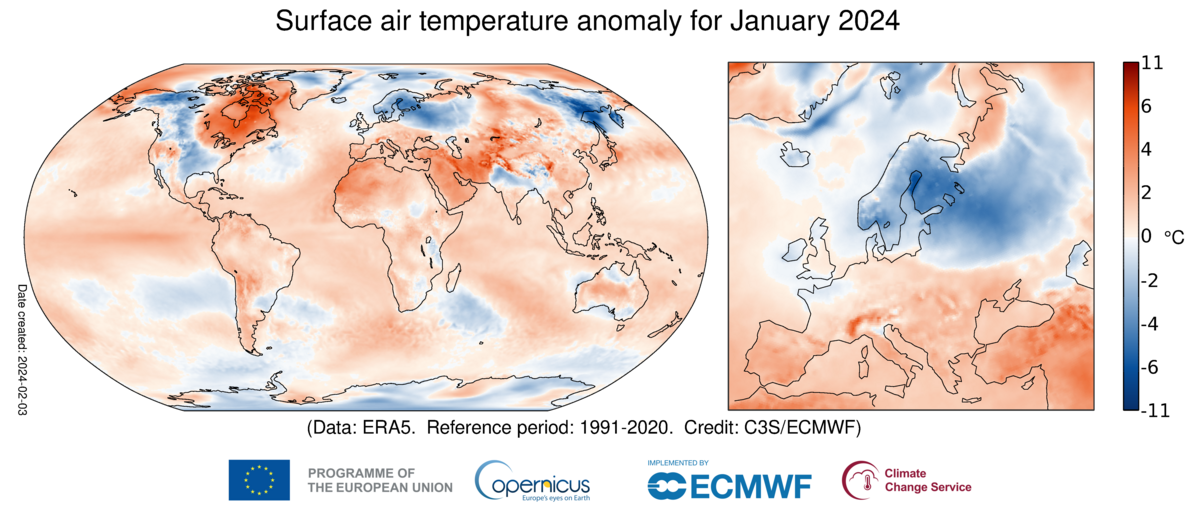 Surface air temperature anomaly for January 2024
Date created: 2024-02-03
11
6
4
2
0
-2
-4
-6
-11
°C
(Data: ERA5.  Reference period: 1991-2020.  Credit: C3S/ECMWF)
PROGRAMME OF
THE EUROPEAN UNION
opernicus
Europe's eyes on Earth
IMPLEMENTED BY
ECMWF
Climate
Change Service